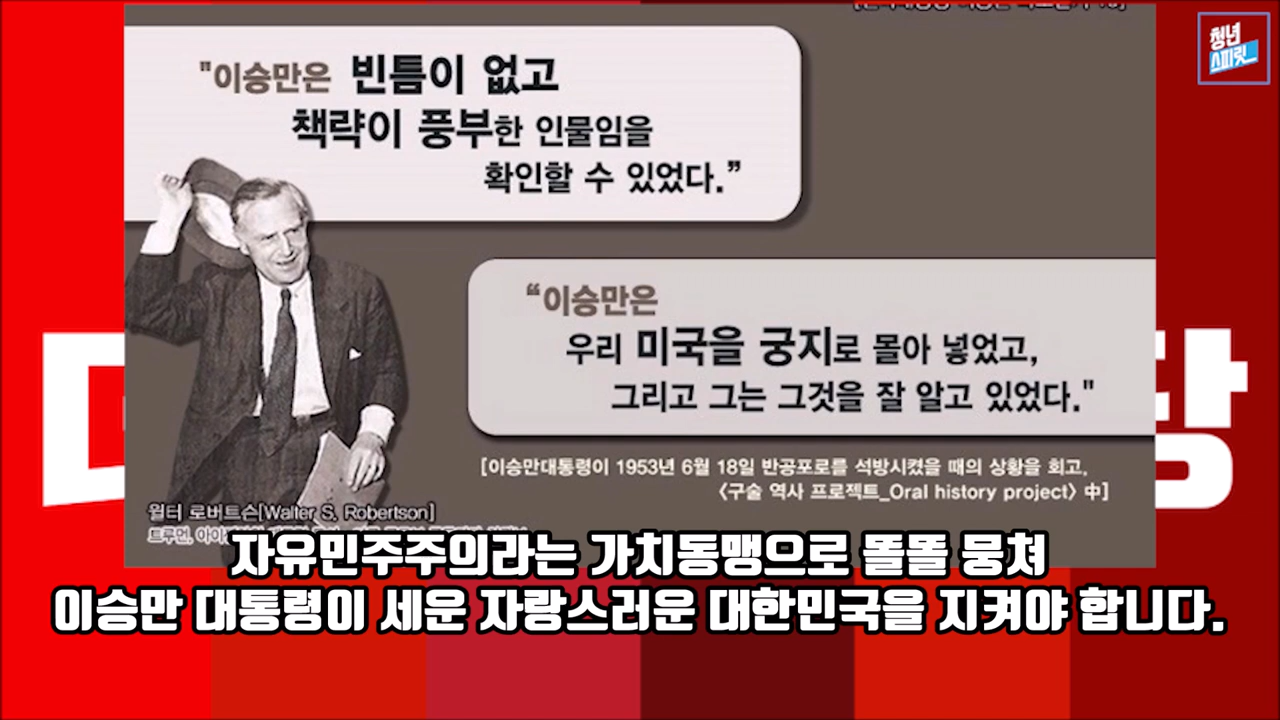 청년
스피릿
"이승만은 빈틈이 없고
책략이 풍부한 인물임을
확인할 수 있었다.”
“이승만은
우리 미국을 궁지로 몰아 넣었고,
그리고 그는 그것을 잘 알고 있었다."
[이승만대통령이 1953년 6월 18일 반공포로를 석방시켰을 때의 상황을 회고,
〈구술 역사 프로젝트_Oral history project〉 中]
월터 로버트슨[Walter S. Robertson]
트루먼,
자유민주주의라는 가치동맹으로 똘똘 뭉쳐
이승만 대통령이 세운 자랑스러운 대한민국을 지켜야 합니다.
당